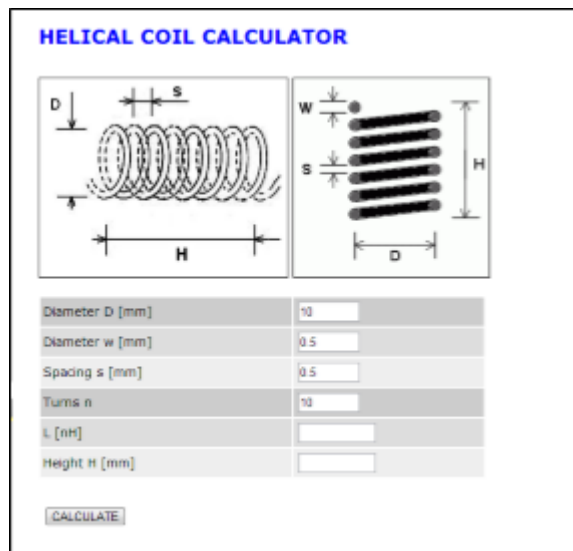 HELICAL COIL CALCULATOR
D
S
H
W
S
H
D
Diameter D [mm] 10
Diameter w [mm] 0.5
Spacing s [mm] 0.5
Turns n 10
L [nH]
Height H [mm]
CALCULATE